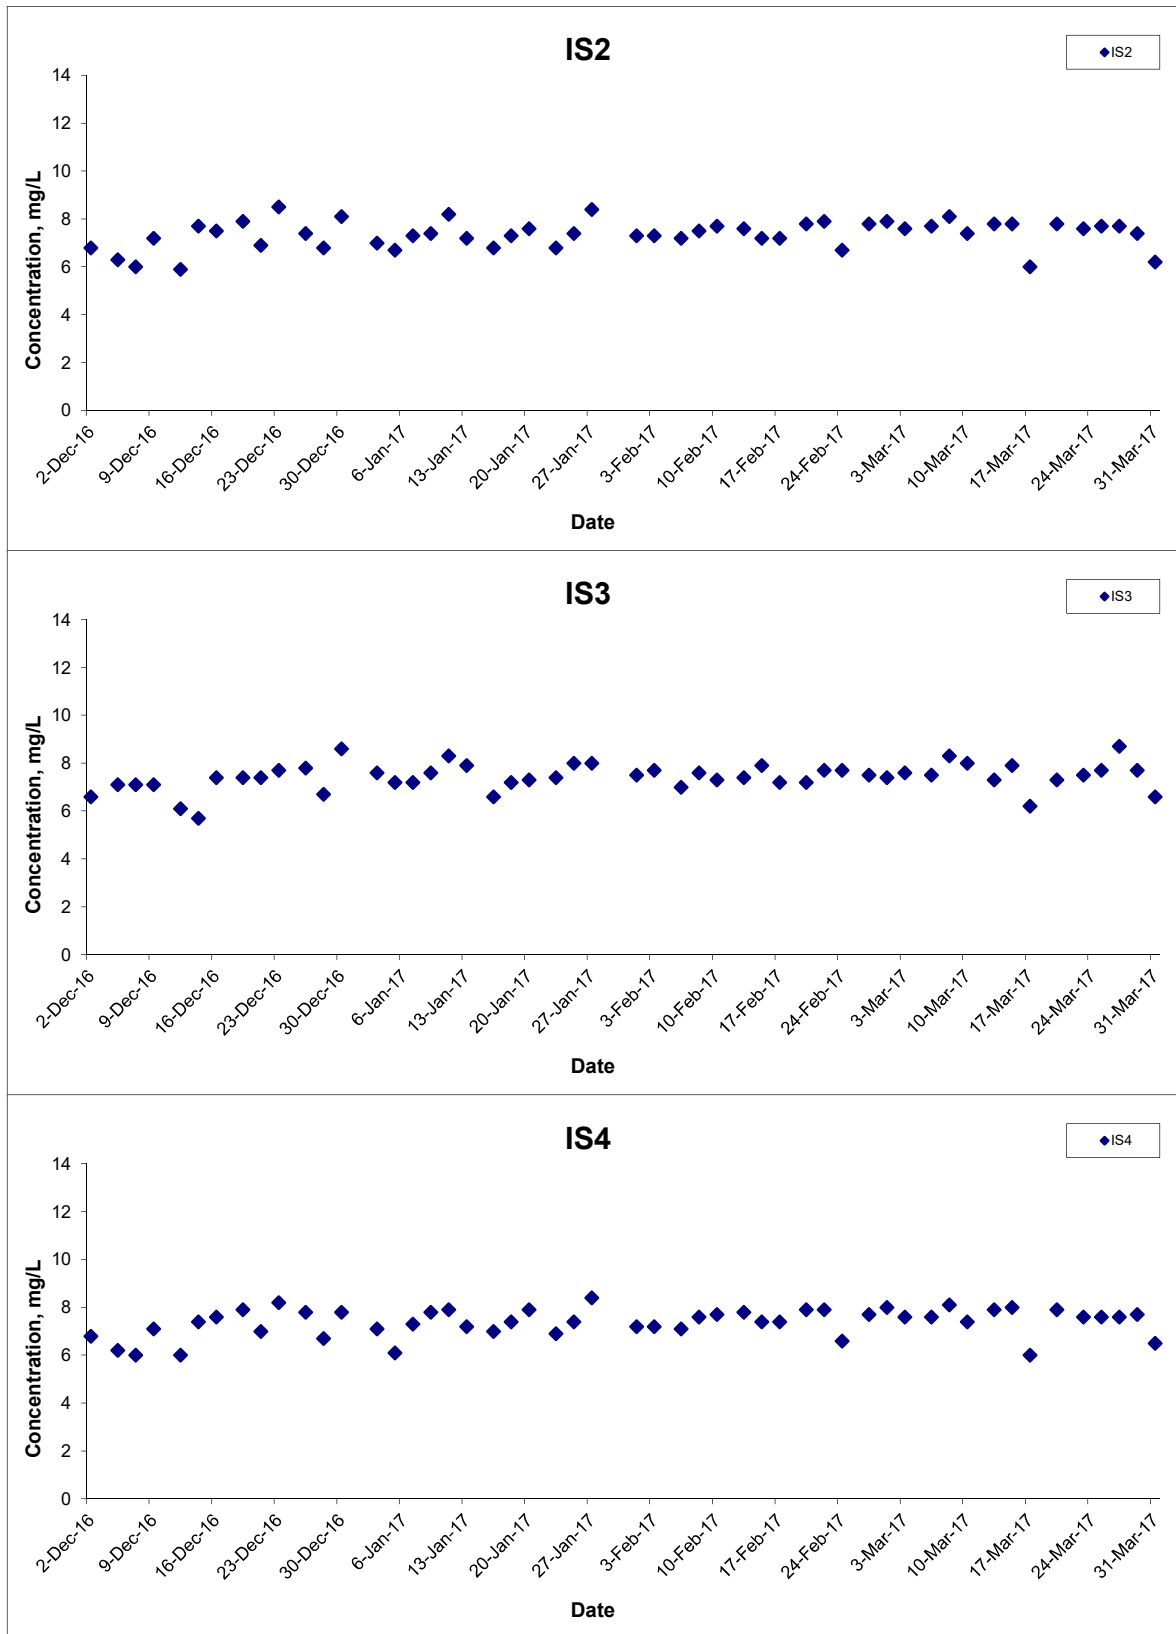 IS2
IS2
Concentration, mg/L
14
12
10
8
6
4
2
0
2-Dec-16
9-Dec-16
16-Dec-16
23-Dec-16
30-Dec-16
6-Jan-17
13-Jan-17
20-Jan-17
27-Jan-17
3-Feb-17
10-Feb-17
17-Feb-17
24-Feb-17
3-Mar-17
10-Mar-17
17-Mar-17
24-Mar-17
31-Mar-17
Date
IS3
IS3
Concentration, mg/L
14
12
10
8
6
4
2
0
2-Dec-16
9-Dec-16
16-Dec-16
23-Dec-16
30-Dec-16
6-Jan-17
13-Jan-17
20-Jan-17
27-Jan-17
3-Feb-17
10-Feb-17
17-Feb-17
24-Feb-17
3-Mar-17
10-Mar-17
17-Mar-17
24-Mar-17
31-Mar-17
Date
IS4
IS4
Concentration, mg/L
14
12
10
8
6
4
2
0
2-Dec-16
9-Dec-16
16-Dec-16
23-Dec-16
30-Dec-16
6-Jan-17
13-Jan-17
20-Jan-17
27-Jan-17
3-Feb-17
10-Feb-17
17-Feb-17
24-Feb-17
3-Mar-17
10-Mar-17
17-Mar-17
24-Mar-17
31-Mar-17
Date